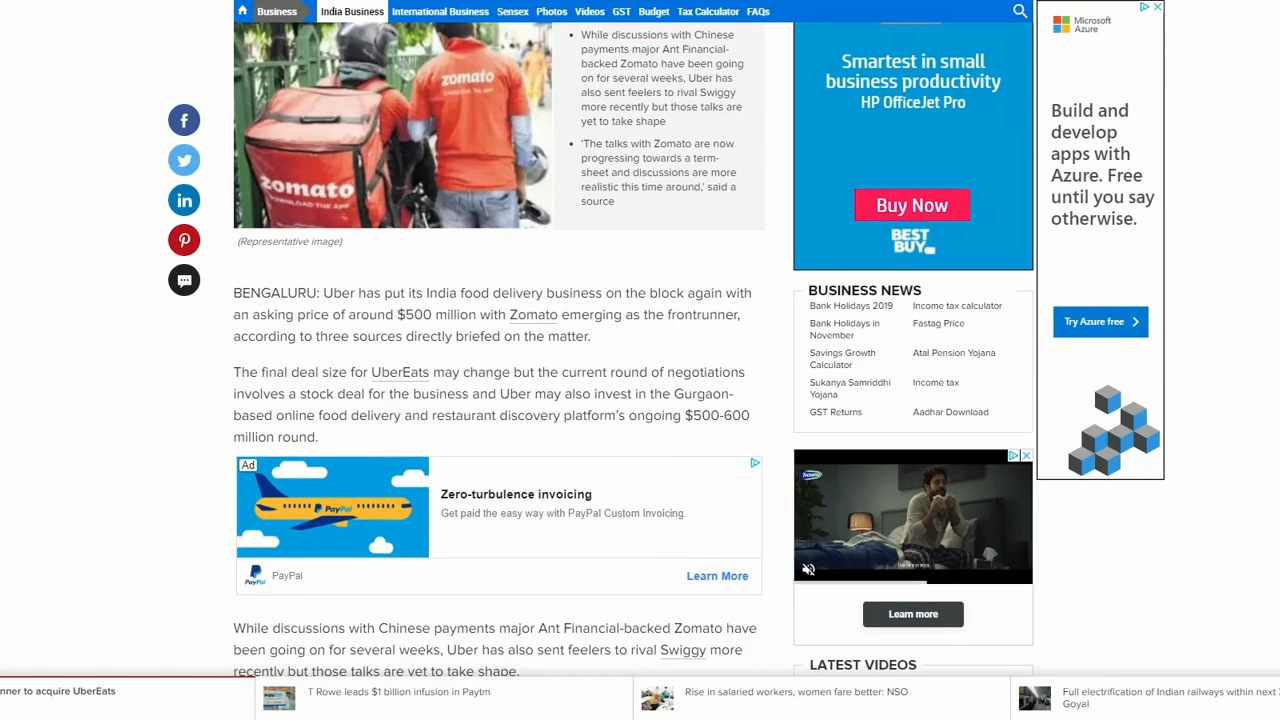 Business
India Business
International Business
Sensex
Photos
Videos
GST
Budget
Tax Calculator
FAQs
zomato
zomato
DOWNLOAD THE APP
(Representative image)
While discussions with Chinese
payments major Ant Financial-
backed Zomato have been going
on for several weeks, Uber has
also sent feelers to rival Swiggy
more recently but those talks are
yet to take shape
'The talks with Zomato are now
progressing towards a term-
sheet and discussions are more
realistic this time around,' said a
source
BENGALURU: Uber has put its India food delivery business on the block again with
an asking price of around $500 million with Zomato emerging as the frontrunner,
according to three sources directly briefed on the matter.
The final deal size for UberEats may change but the current round of negotiations
involves a stock deal for the business and Uber may also invest in the Gurgaon-
based online food delivery and restaurant discovery platform's ongoing $500-600
million round.
Ad
PayPal
Zero-turbulence invoicing
Get paid the easy way with PayPal Custom Invoicing.
PayPal
PayPal
Learn More
While discussions with Chinese payments major Ant Financial-backed Zomato have
been going on for several weeks, Uber has also sent feelers to rival Swiggy more
recently but those talks are yet to take shape.
Smartest in small
business productivity
HP OfficeJet Pro
Buy Now
BEST
BUY
BUSINESS NEWS
Bank Holidays 2019
Income tax calculator
Bank Holidays in
November
Fastag Price
Savings Growth
Calculator
Atal Pension Yojana
Sukanya Samriddhi
Yojana
Income tax
GST Returns
Aadhar Download
Learn more
LATEST VIDEOS
Microsoft
Azure
Build and
develop
apps with
Azure. Free
until you say
otherwise.
Try Azure free
nner to acquire UberEats
T Rowe leads $1 billion infusion in Paytm
Rise in salaried workers, women fare better: NSO
Full electrification of Indian railways within next
Goyal